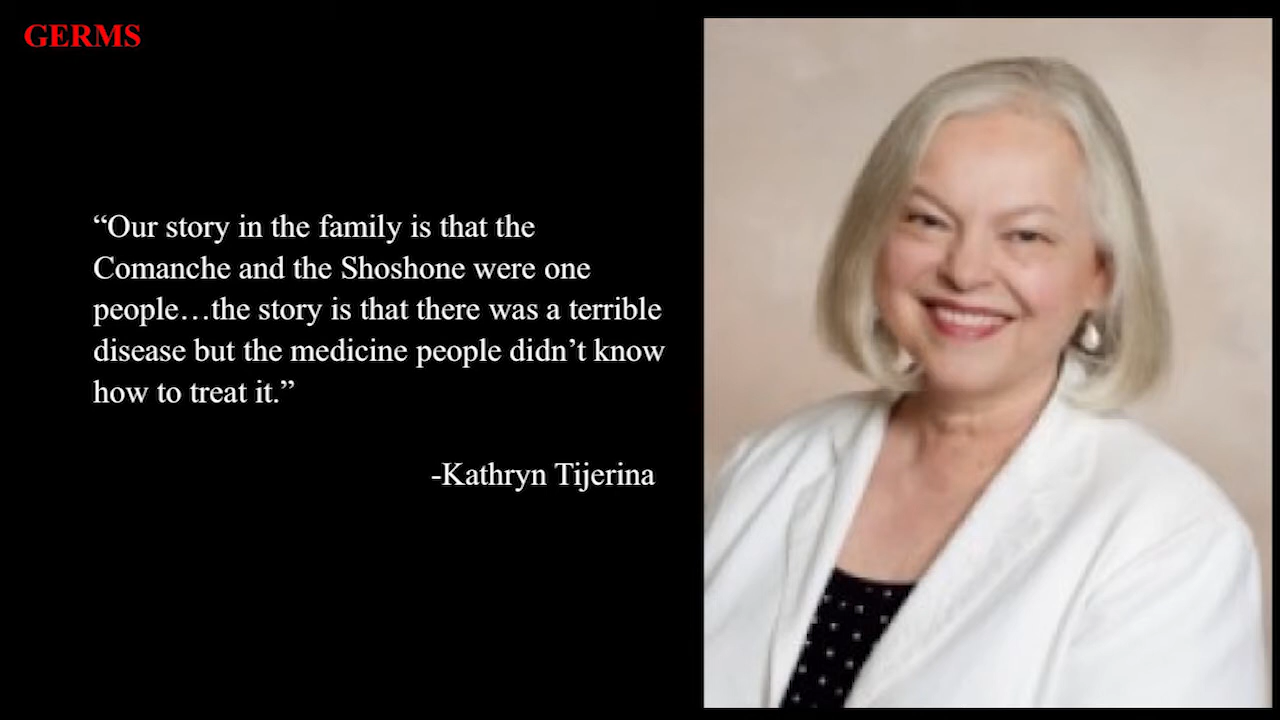 GERMS
“Our story in the family is that the
Comanche and the Shoshone were one
people…the story is that there was a terrible
disease but the medicine people didn’t know
how to treat it.”
-Kathryn Tijerina